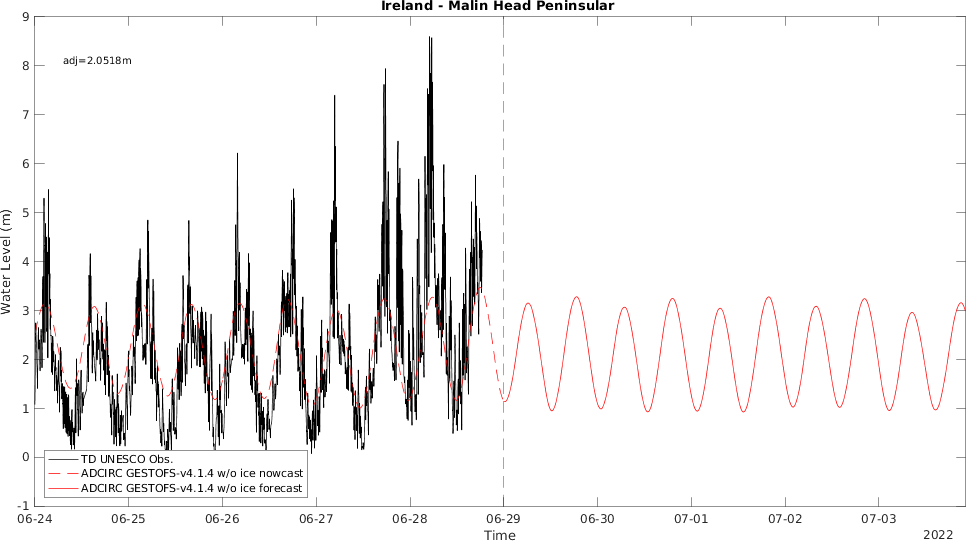 Ireland - Malin Head Peninsular
adj=2.0518m
Water Level (m)
9
8
7
6
5
4
3
2
1
0
-1
TD UNESCO Obs.
ADCIRC GESTOFS-v4.1.4 w/o ice nowcast
ADCIRC GESTOFS-v4.1.4 w/o ice forecast
06-24 06-25 06-26 06-27 06-28 06-29 06-30 07-01 07-02 07-03
Time
2022